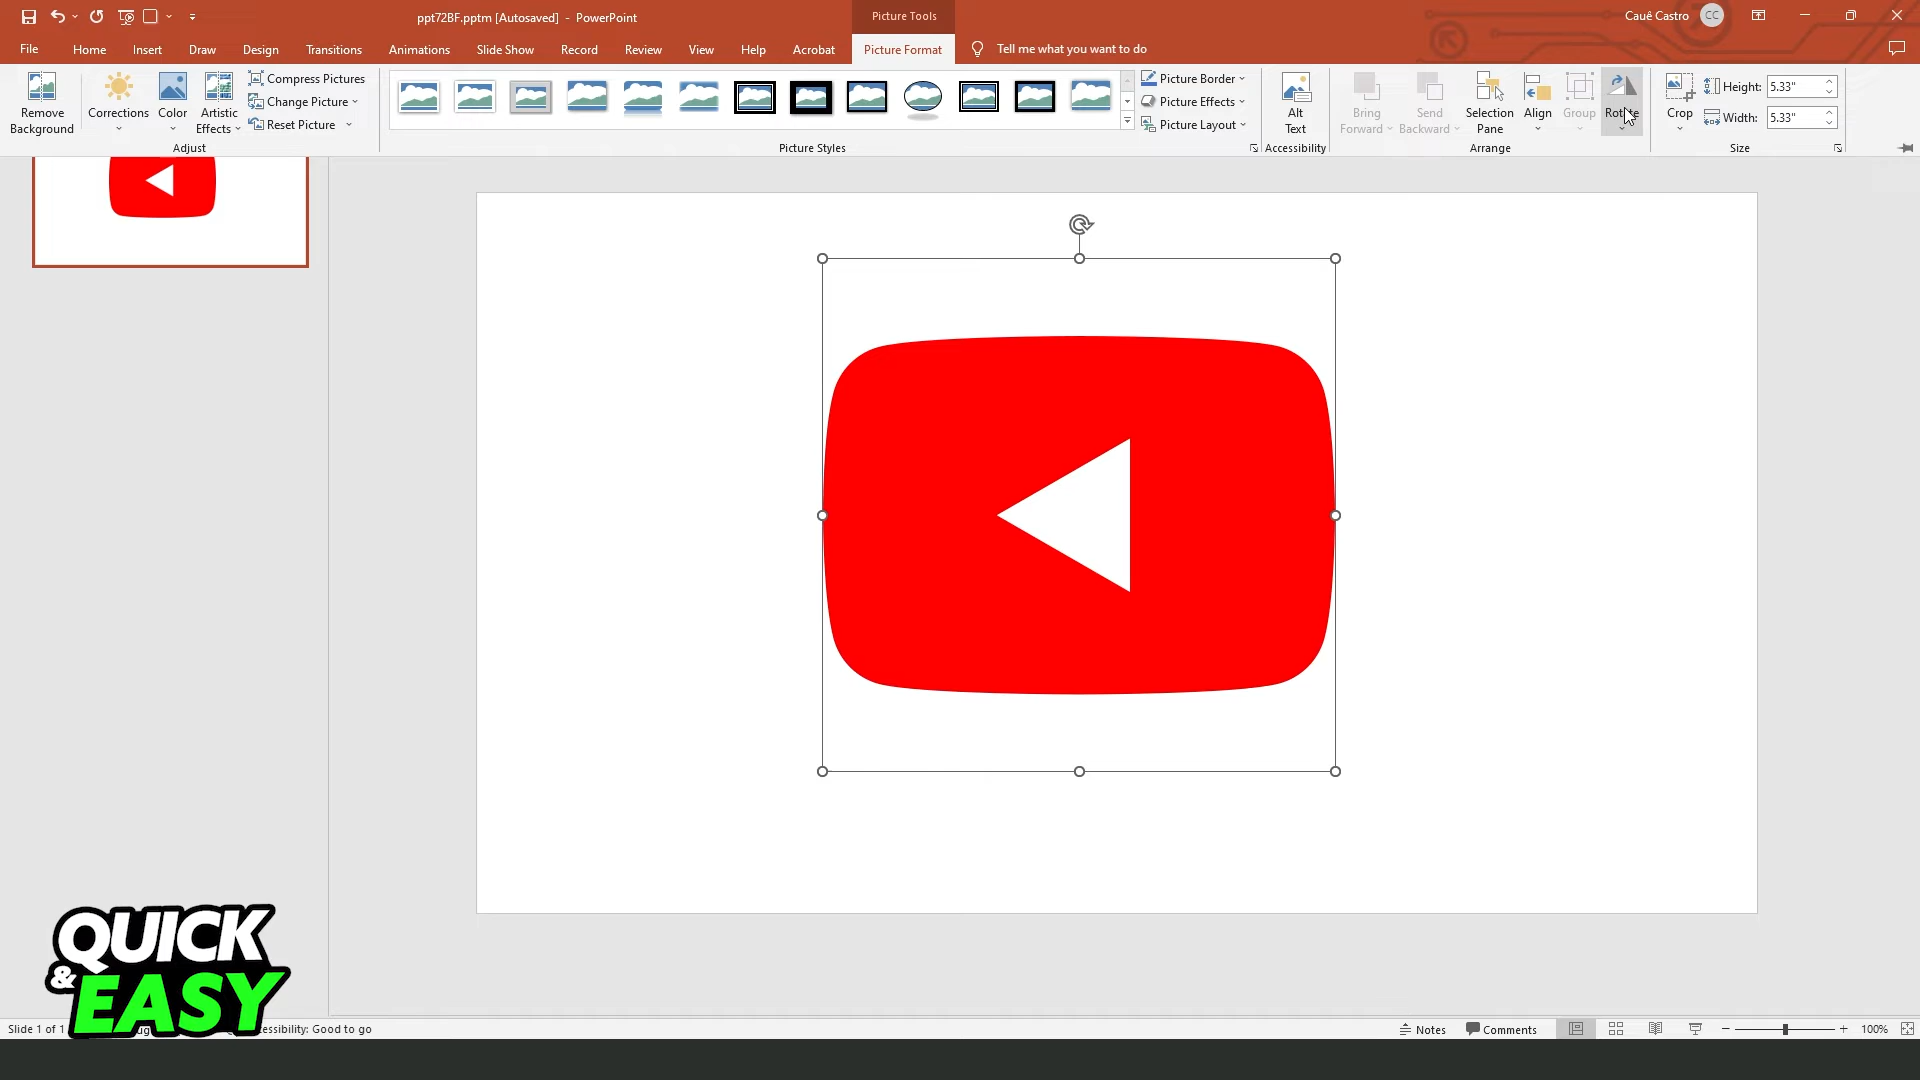 ppt72BF.pptm [Autosaved] - PowerPoint
Picture Tools
Cauê Castro
CC
File
Home
Insert
Draw
Design
Transitions
Animations
Slide Show
Record
Review
View
Help
Acrobat
Picture Format
Tell me what you want to do
Remove
Background
Corrections
Color
Artistic
Effects
Compress Pictures
Change Picture
Reset Picture
Adjust
Picture Styles
Picture Border
Picture Effects
Picture Layout
Alt
Text
Accessibility
Bring
Forward
Send
Backward
Selection
Pane
Align
Group
Rotate
Arrange
Crop
Height: 5.33"
Width: 5.33"
Size
QUICK
& EASY
Slide 1 of 1
essibility: Good to go
Notes
Comments
100%